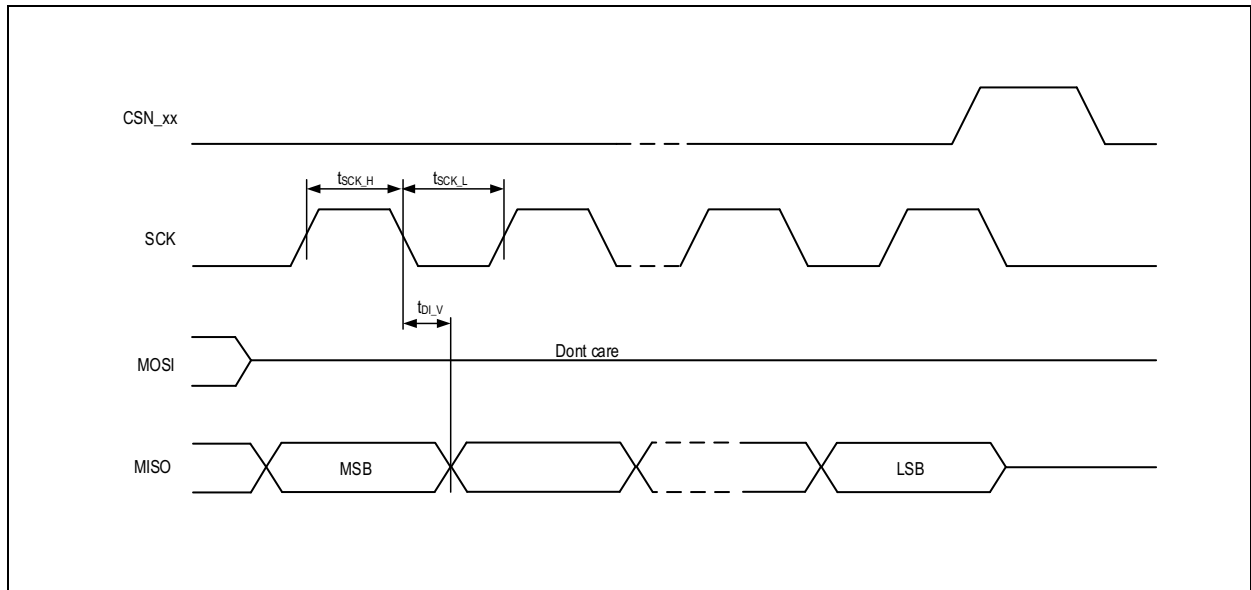 CSN_xx
tSCK_H tSCK_L
SCK
tDI_V
Dont care
MOSI
MISO MSB LSB